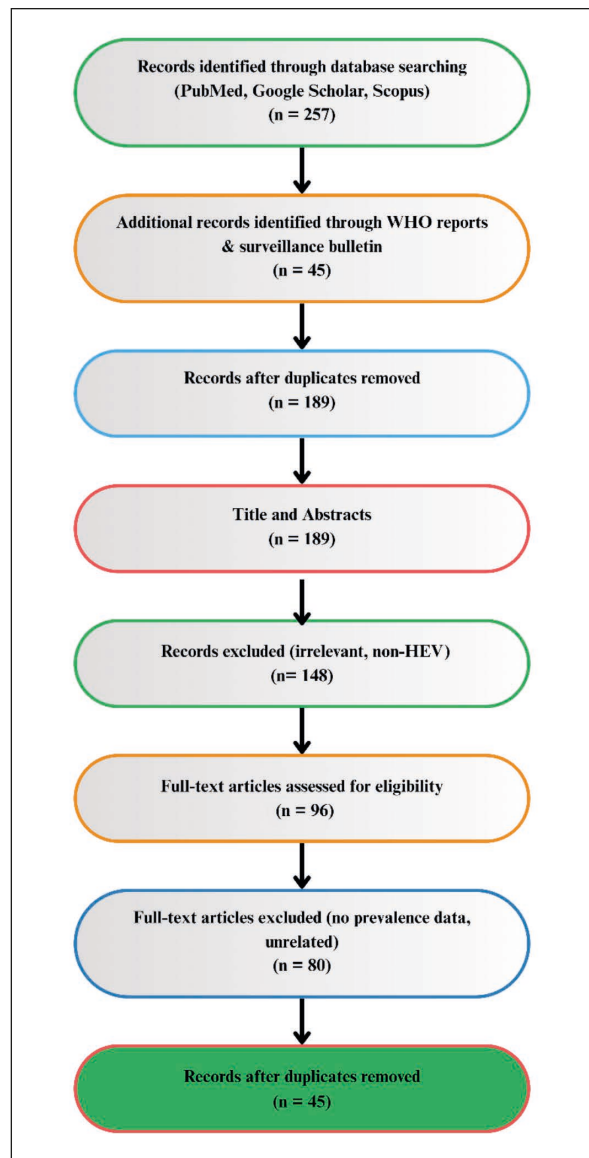 Records identified through database searching
(PubMed, Google Scholar, Scopus)
(n = 257)
Additional records identified through WHO reports
& surveillance bulletin
(n = 45)
Records after duplicates removed
(n = 189)
Title and Abstracts
(n = 189)
Records excluded (irrelevant, non-HEV)
(n= 148)
Full-text articles assessed for eligibility
(n = 96)
Full-text articles excluded (no prevalence data,
unrelated)
(n = 80)
Records after duplicates removed
(n = 45)